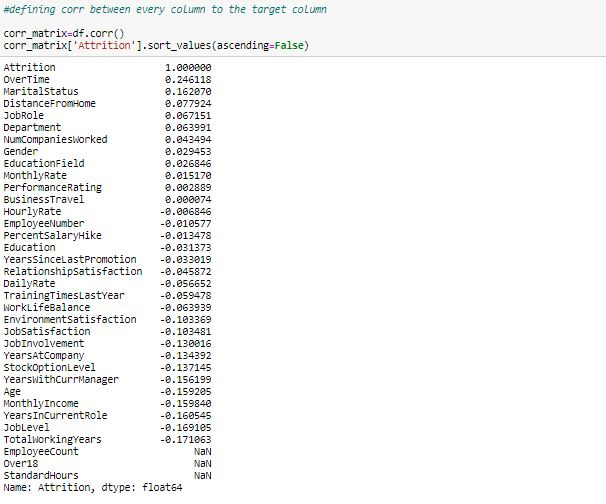 #defining corr between every column to the target column
corr_matrix=df.corr()
corr_matrix['Attrition'].sort_values(ascending=False)
Attrition 1.000000
OverTime 0.246118
MaritalStatus 0.162070
DistanceFromHome 0.077924
JobRole 0.067151
Department 0.063991
NumCompaniesWorked 0.043494
Gender 0.029453
EducationField 0.026846
MonthlyRate 0.015170
PerformanceRating 0.002889
BusinessTravel 0.000074
HourlyRate -0.006846
EmployeeNumber -0.010577
PercentSalaryHike -0.013478
Education -0.031373
YearsSinceLastPromotion -0.033019
RelationshipSatisfaction -0.045872
DailyRate -0.056652
TrainingTimesLastYear -0.059478
WorkLifeBalance -0.063939
EnvironmentSatisfaction -0.103369
JobSatisfaction -0.103481
JobInvolvement -0.130016
YearsAtCompany -0.134392
StockOptionLevel -0.137145
YearsWithCurrManager -0.156199
Age -0.159205
MonthlyIncome -0.159840
YearsInCurrentRole -0.160545
JobLevel -0.169105
TotalWorkingYears -0.171063
EmployeeCount NaN
Over18 NaN
StandardHours NaN
Name: Attrition, dtype: float64